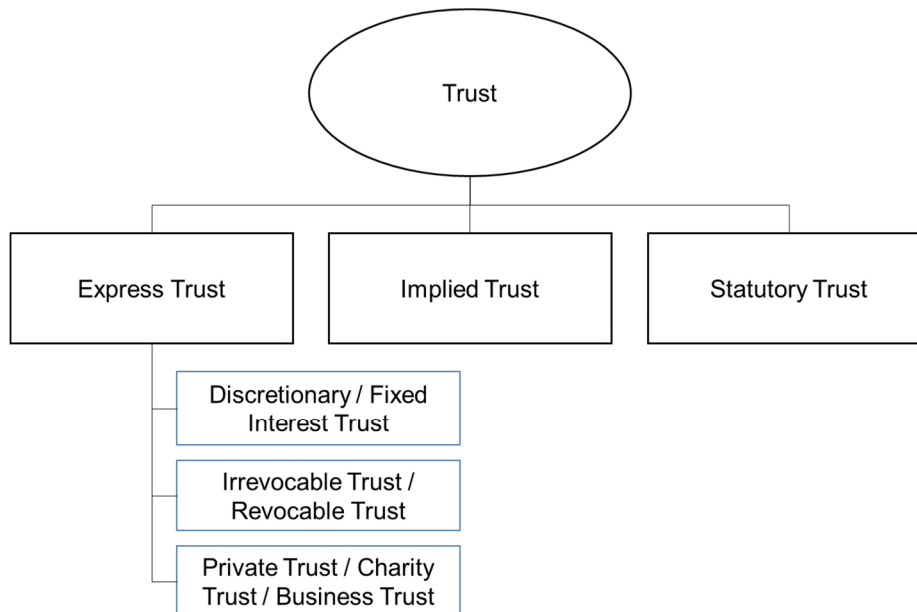 Trust
Express Trust
Implied Trust
Statutory Trust
Discretionary / Fixed
Interest Trust
Irrevocable Trust /
Revocable Trust
Private Trust / Charity
Trust / Business Trust